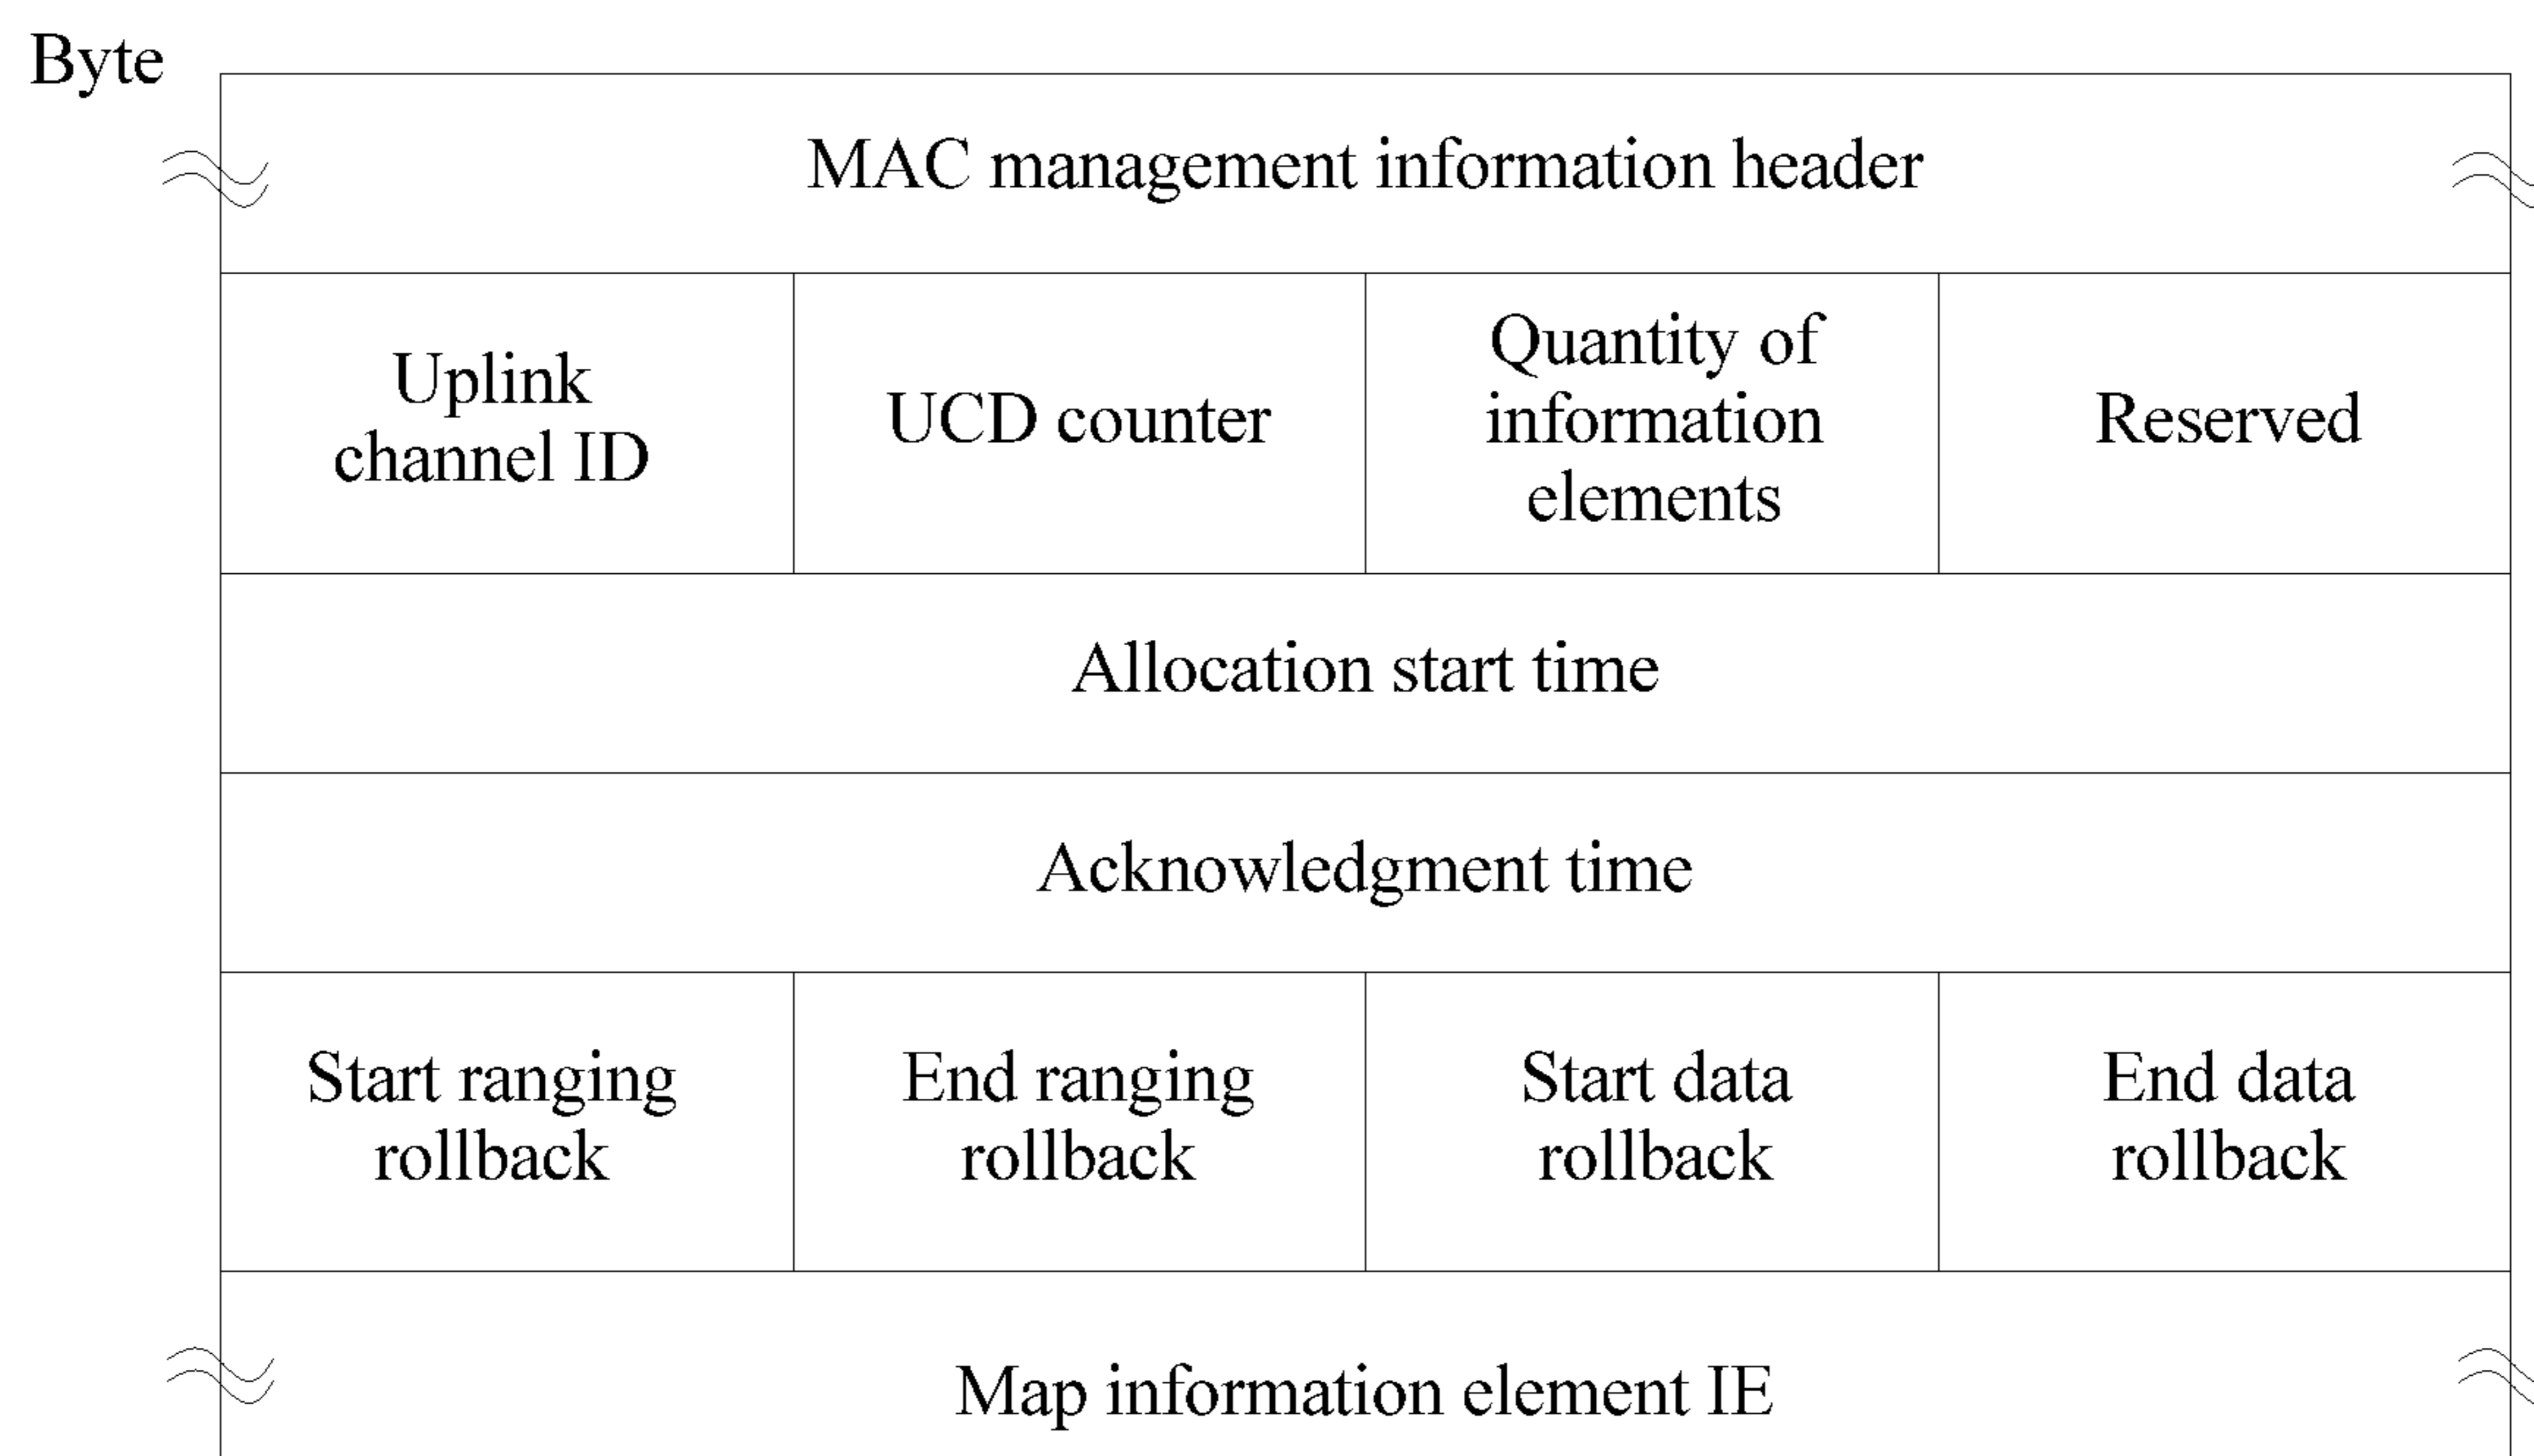 Byte
MAC management information header
Uplink
channel ID
UCD counter
Quantity of
information
elements
Reserved
Allocation start time
Acknowledgment time
Start ranging
rollback
End ranging
rollback
Start data
rollback
End data
rollback
Map information element IE